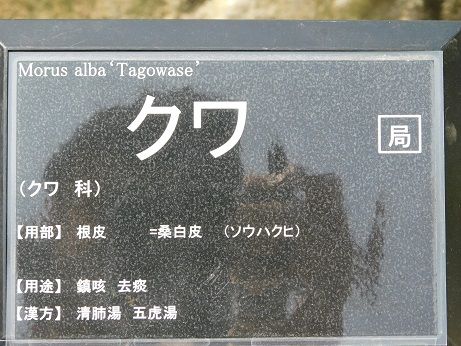 Morus alba‘Tagowase’
クワ
局
（クワ 科）
【用部】 根皮 ＝桑白皮 （ソウハクヒ）
【用途】 鎮咳 去痰
【漢方】 清肺湯 五虎湯